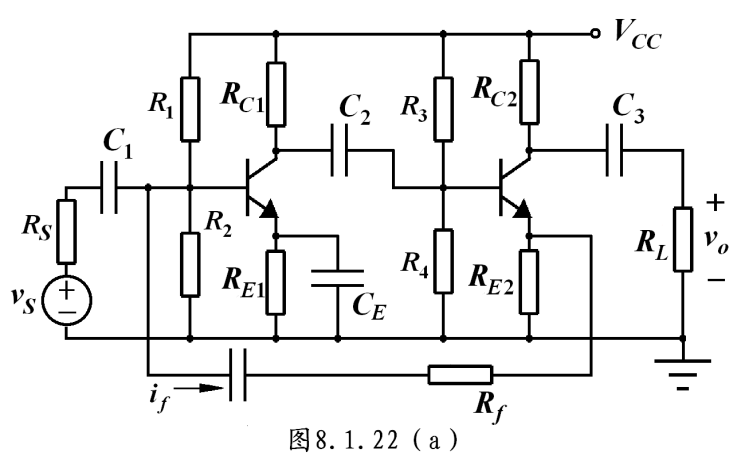 V_CC
R_1
R_C1
C_2
R_3
R_C2
C_3
C_1
R_S
R_2
R_E1
C_E
R_4
R_E2
R_L
+
v_o
−
v_S
+
−
i_f
R_f
图8.1.22（a）